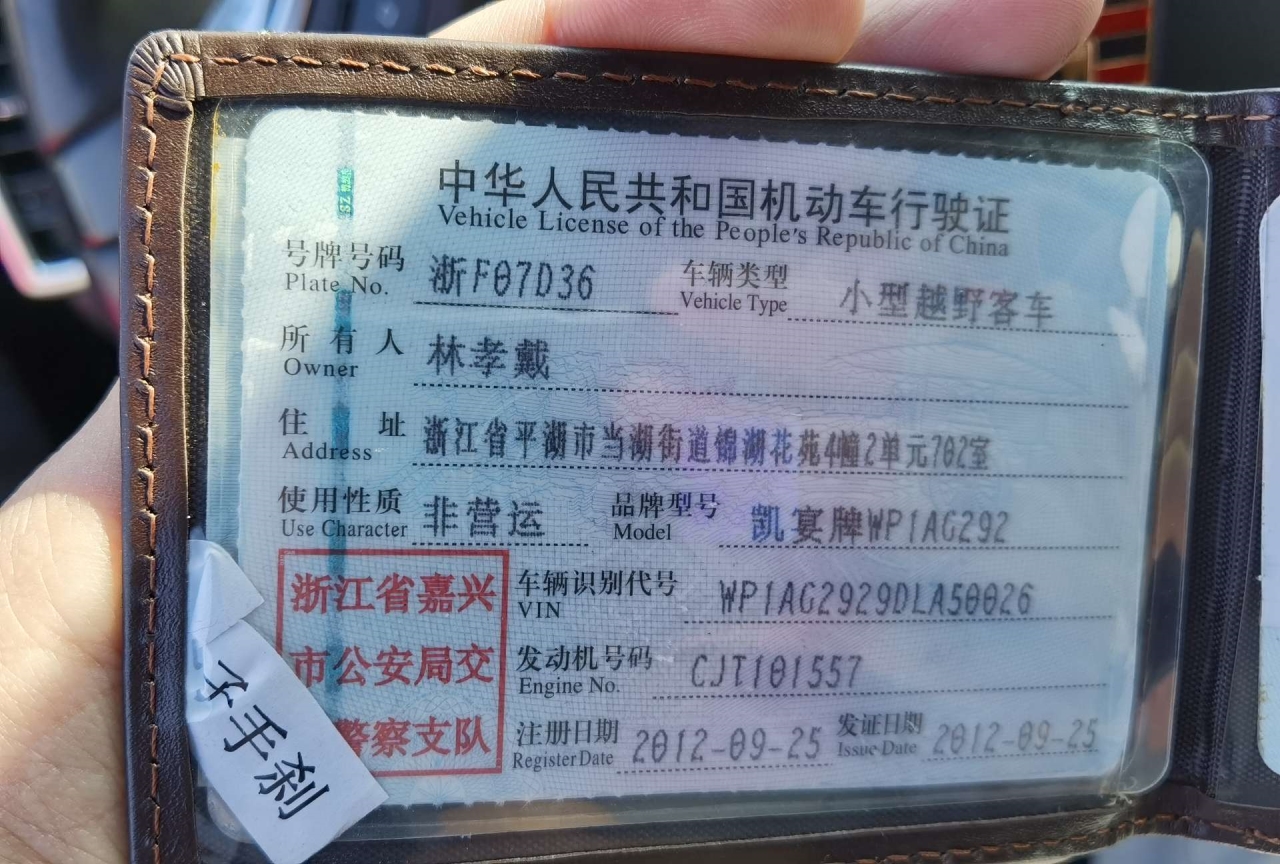 中华人民共和国机动车行驶证
Vehicle License of the People's Republic of China
号牌号码 浙F07D36 车辆类型 小型越野客车
Plate No. Vehicle Type
所有人 林孝戴
Owner
住址 浙江省平湖市当湖街道锦湖花苑4幢2单元702室
Address
使用性质 非营运 品牌型号 凯宴牌WP1AG292
Use Character Model
浙江省嘉兴
市公安局交
警察支队
车辆识别代号 WP1AG2929DLA50026
VIN
发动机号码 CJT101557
Engine No.
注册日期 2012-09-25 发证日期 2012-09-25
Register Date Issue Date
手刹